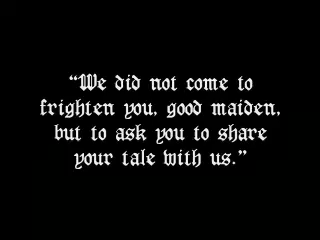 “We did not come to
frighten you, good maiden,
but to ask you to share
your tale with us.”